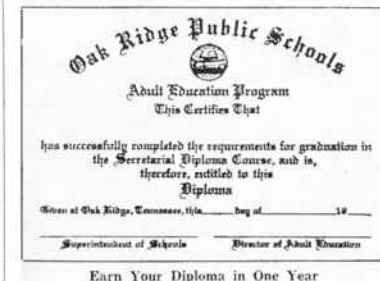 Oak Ridge Public Schools
Adult Education Program
This Certifies That
has successfully completed the requirements for graduation in
the Secretarial Diploma Course, and is,
therefore, entitled to this
Diploma
Given at Oak Ridge, Tennessee, this ______ day of ______ 19__
Superintendent of Schools Director of Adult Education
Earn Your Diploma in One Year